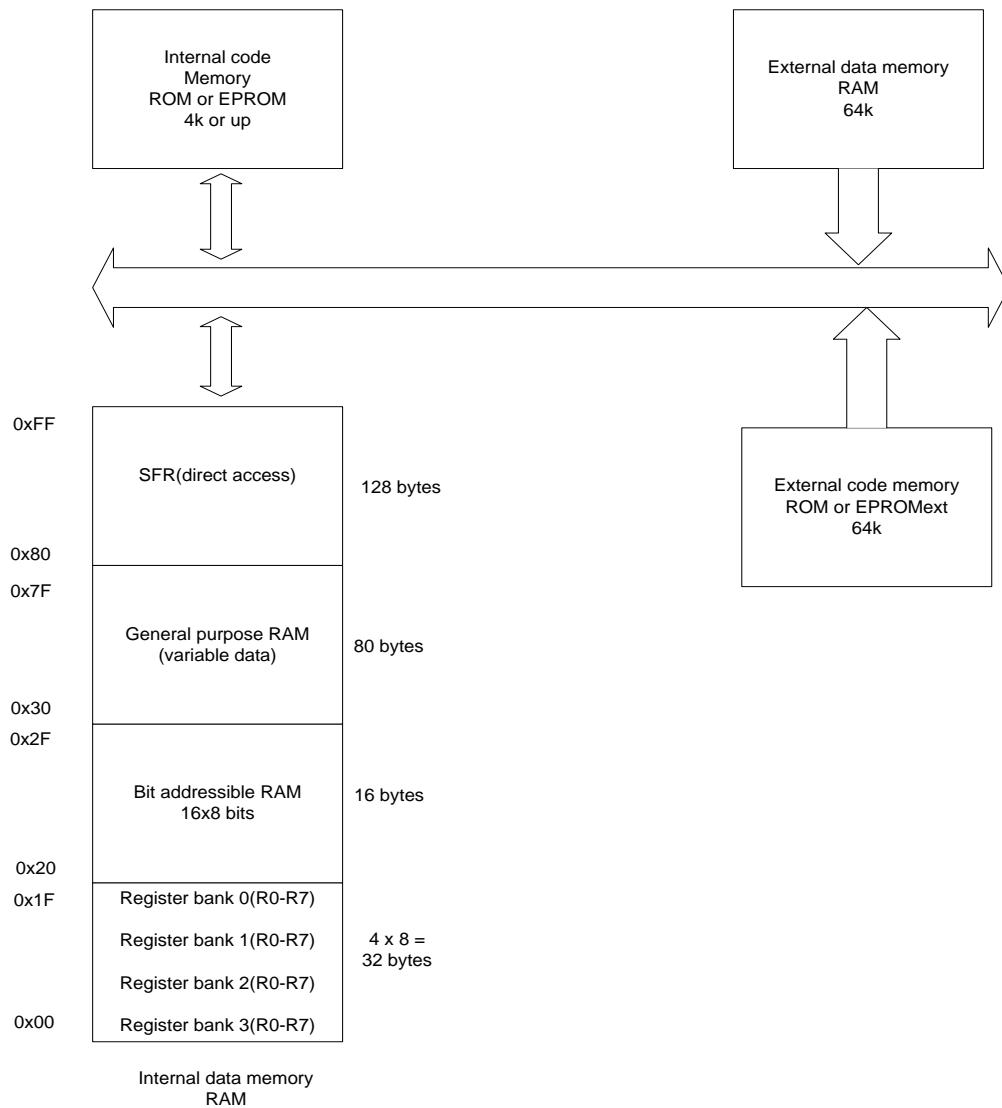 Internal code
Memory
ROM or EPROM
4k or up
External data memory
RAM
64k
0xFF
SFR(direct access)
128 bytes
0x80
External code memory
ROM or EPROMext
64k
0x7F
General purpose RAM
(variable data)
80 bytes
0x30
0x2F
Bit addressible RAM
16x8 bits
16 bytes
0x20
0x1F
Register bank 0(R0-R7)
Register bank 1(R0-R7)
4 x 8 =
32 bytes
Register bank 2(R0-R7)
0x00
Register bank 3(R0-R7)
Internal data memory
RAM